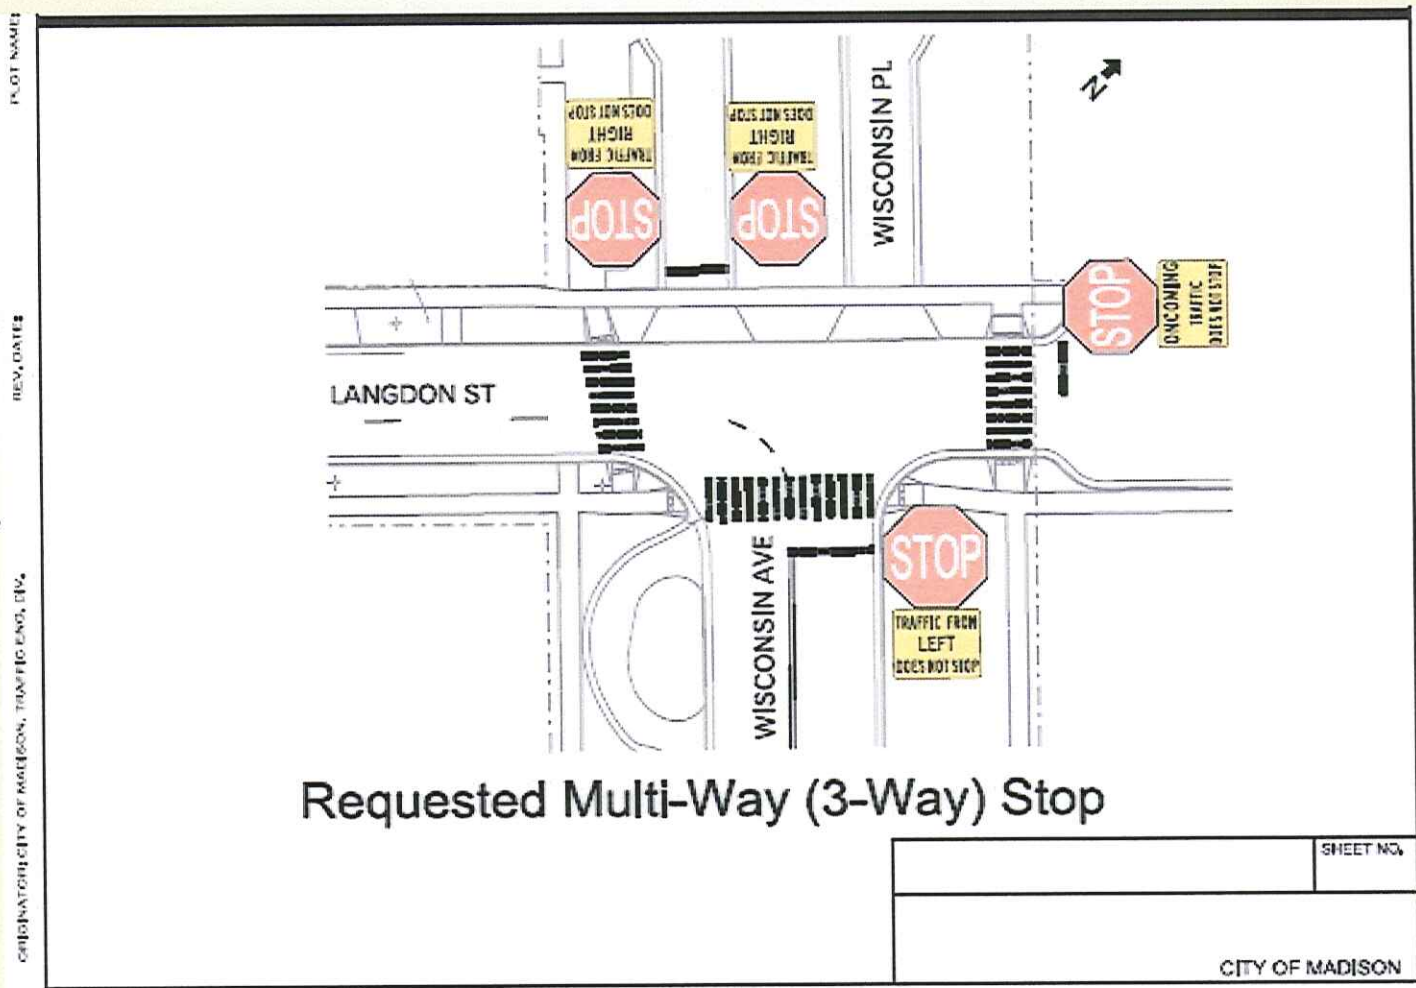 PLOT NAME:
REV. DATE:
ORIGINATOR: CITY OF MADISON, TRAFFIC ENG. DIV.
N
TRAFFIC FROM
RIGHT
DOES NOT STOP
STOP
TRAFFIC FROM
RIGHT
DOES NOT STOP
STOP
WISCONSIN PL
STOP
ONCOMING
TRAFFIC
DOES NOT STOP
LANGDON ST
WISCONSIN AVE
STOP
TRAFFIC FROM
LEFT
DOES NOT STOP
Requested Multi-Way (3-Way) Stop
SHEET NO.
CITY OF MADISON